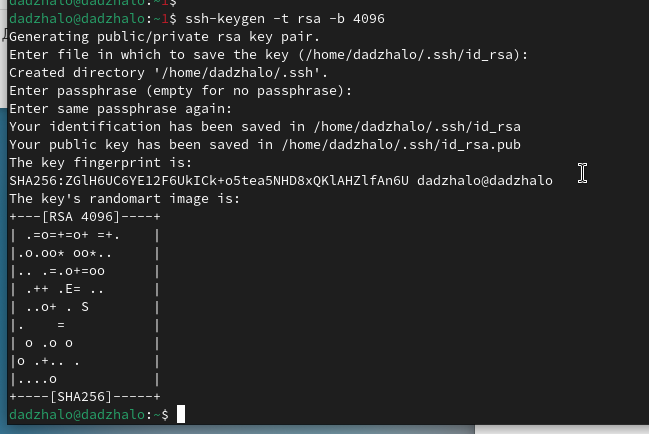 dadzhalo@dadzhalo:~1$
dadzhalo@dadzhalo:~1$ ssh-keygen -t rsa -b 4096
Generating public/private rsa key pair.
Enter file in which to save the key (/home/dadzhalo/.ssh/id_rsa):
Created directory '/home/dadzhalo/.ssh'.
Enter passphrase (empty for no passphrase):
Enter same passphrase again:
Your identification has been saved in /home/dadzhalo/.ssh/id_rsa
Your public key has been saved in /home/dadzhalo/.ssh/id_rsa.pub
The key fingerprint is:
SHA256:ZGlH6UC6YE12F6UkICk+o5tea5NHD8xQKlAHZlfAn6U dadzhalo@dadzhalo
The key's randomart image is:
+---[RSA 4096]----+
| .=o=+=o+ =+.    |
|.o.oo* oo*..     |
|.. .=.o+=oo      |
| .++ .E= ..      |
| ..o+ . S        |
|.    =           |
| o .o o          |
|o .+.. .         |
|....o            |
+----[SHA256]-----+
dadzhalo@dadzhalo:~$